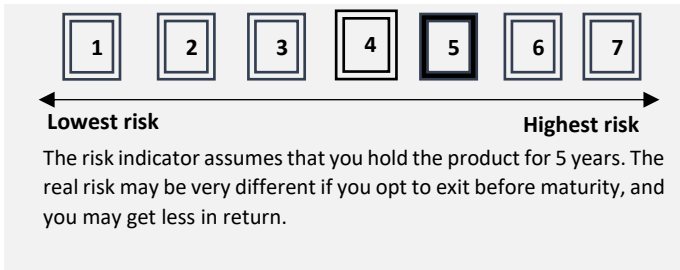 1 2 3 4 5 6 7
Lowest risk Highest risk
The risk indicator assumes that you hold the product for 5 years. The
real risk may be very different if you opt to exit before maturity, and
you may get less in return.